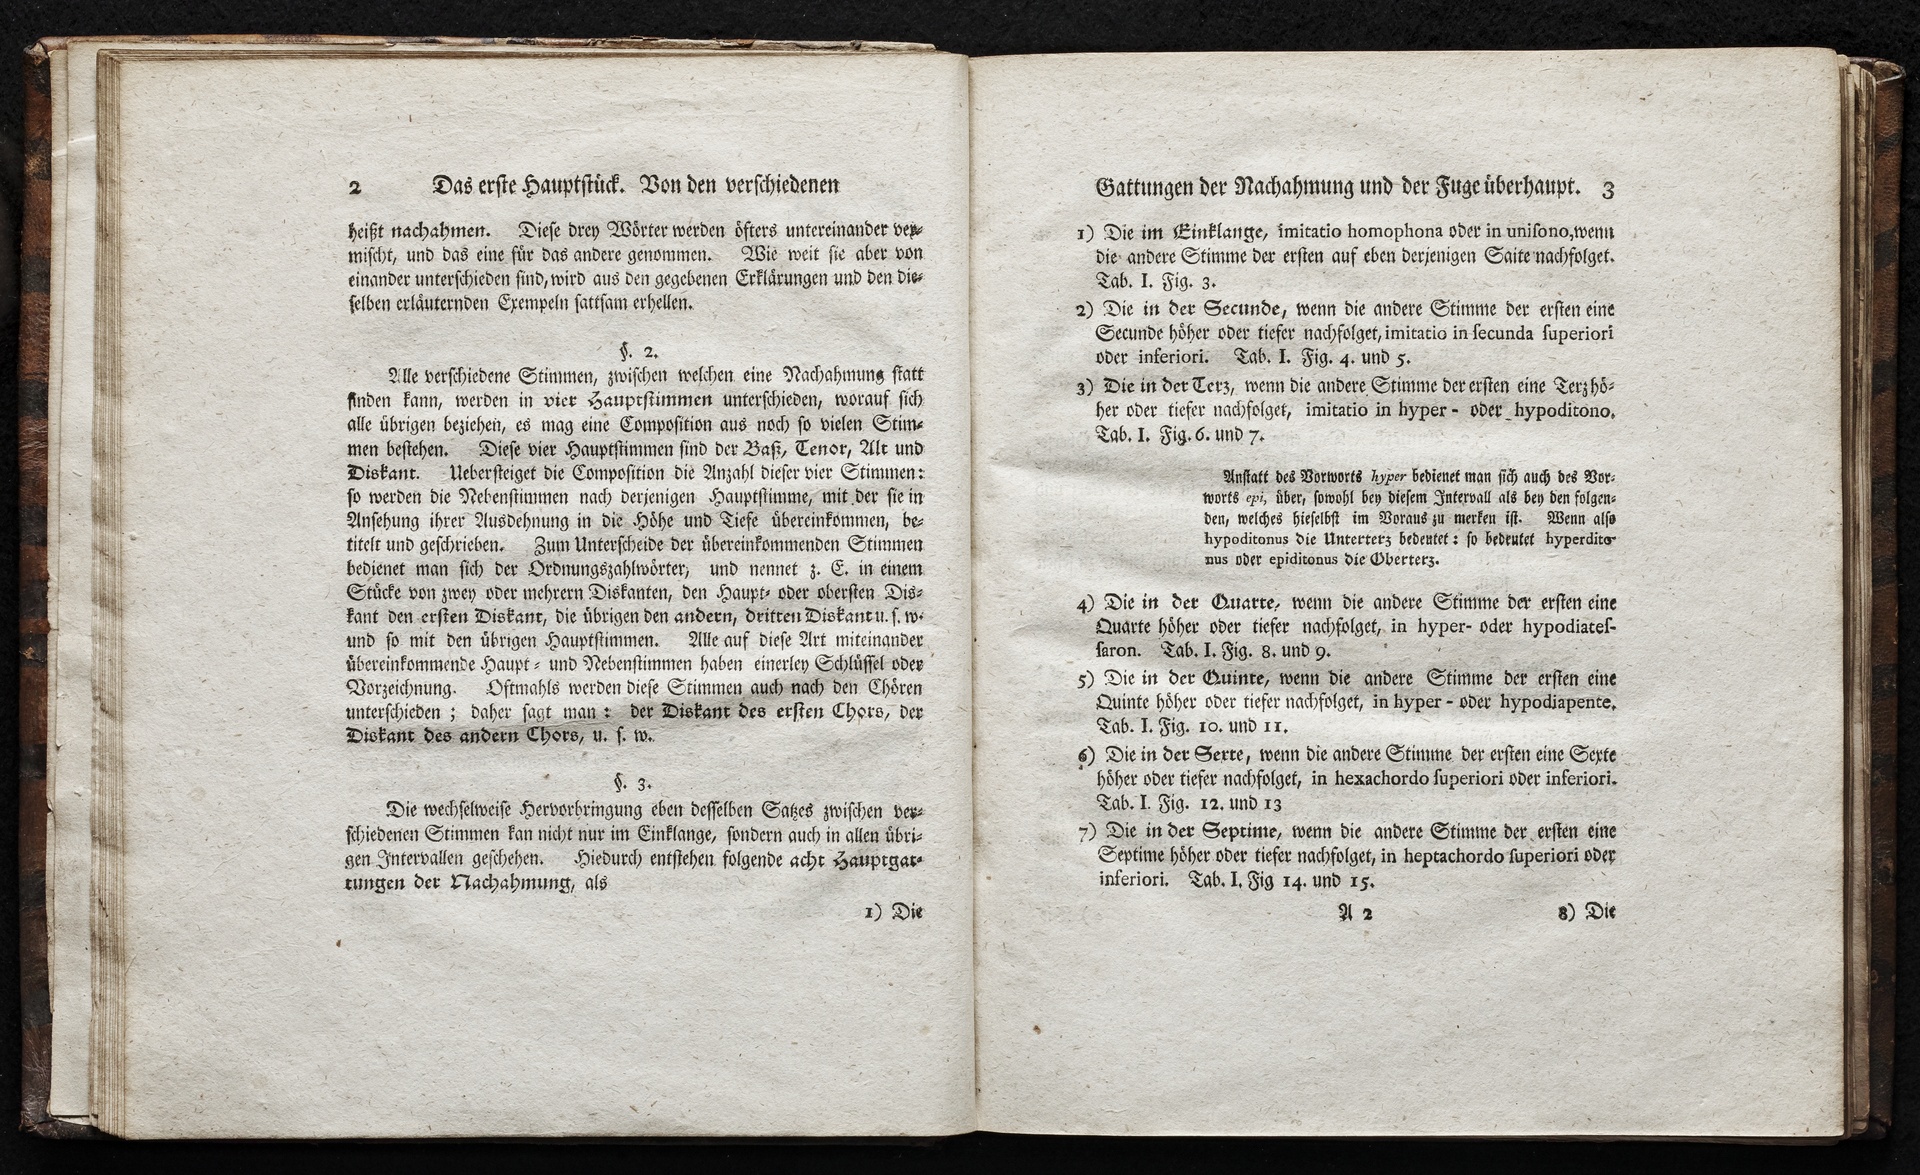 2 Das erste Hauptstück. Von den verschiedenen
heißt nachahmen. Diese drey Wörter werden öfters untereinander ver-
mischt, und das eine für das andere genommen. Wie weit sie aber von
einander unterschieden sind, wird aus den gegebenen Erklärungen und den die-
selben erläuternden Exempeln sattsam erhellen.
§. 2.
Alle verschiedene Stimmen, zwischen welchen eine Nachahmung statt
finden kann, werden in vier Hauptstimmen unterschieden, worauf sich
alle übrigen beziehen, es mag eine Composition aus noch so vielen Stim-
men bestehen. Diese vier Hauptstimmen sind der Baß, Tenor, Alt und
Diskant. Uebersteiget die Composition die Anzahl dieser vier Stimmen:
so werden die Nebenstimmen nach derjenigen Hauptstimme, mit der sie in
Ansehung ihrer Ausdehnung in die Höhe und Tiefe übereinkommen, be-
titelt und geschrieben. Zum Unterscheide der übereinkommenden Stimmen
bedienet man sich der Ordnungszahlwörter, und nennet z. E. in einem
Stücke von zwey oder mehrern Diskanten, den Haupt- oder obersten Dis-
kant den ersten Diskant, die übrigen den andern, dritten Diskant u. s. w.
und so mit den übrigen Hauptstimmen. Alle auf diese Art miteinander
übereinkommende Haupt- und Nebenstimmen haben einerley Schlüssel oder
Vorzeichnung. Oftmahls werden diese Stimmen auch nach den Chören
unterschieden; daher sagt man: der Diskant des ersten Chors, der
Diskant des andern Chors, u. s. w.
§. 3.
Die wechselweise Hervorbringung eben desselben Satzes zwischen ver-
schiedenen Stimmen kan nicht nur im Einklange, sondern auch in allen übri-
gen Intervallen geschehen. Hiedurch entstehen folgende acht Hauptgat-
tungen der Nachahmung, als
1) Die
Gattungen der Nachahmung und der Fuge überhaupt. 3
1) Die im Einklange, imitatio homophona oder in unisono, wenn
die andere Stimme der ersten auf eben derjenigen Saite nachfolget.
Tab. I. Fig. 3.
2) Die in der Secunde, wenn die andere Stimme der ersten eine
Secunde höher oder tiefer nachfolget, imitatio in secunda superiori
oder inferiori. Tab. I. Fig. 4. und 5.
3) Die in der Terz, wenn die andere Stimme der ersten eine Terz hö-
her oder tiefer nachfolget, imitatio in hyper- oder hypoditono.
Tab. I. Fig. 6. und 7.
Anstatt des Vorworts hyper bedienet man sich auch des Vor-
worts epi, über, sowohl bey diesem Intervall als bey den folgen-
den, welches hieselbst im Voraus zu merken ist. Wenn also
hypoditonus die Unterterz bedeutet: so bedeutet hyperdito-
nus oder epiditonus die Oberterz.
4) Die in der Quarte, wenn die andere Stimme der ersten eine
Quarte höher oder tiefer nachfolget, in hyper- oder hypodiates-
saron. Tab. I. Fig. 8. und 9.
5) Die in der Quinte, wenn die andere Stimme der ersten eine
Quinte höher oder tiefer nachfolget, in hyper- oder hypodiapente.
Tab. I. Fig. 10. und 11.
6) Die in der Sexte, wenn die andere Stimme der ersten eine Sexte
höher oder tiefer nachfolget, in hexachordo superiori oder inferiori.
Tab. I. Fig. 12. und 13
7) Die in der Septime, wenn die andere Stimme der ersten eine
Septime höher oder tiefer nachfolget, in heptachordo superiori oder
inferiori. Tab. I. Fig 14. und 15.
A 2 8) Die